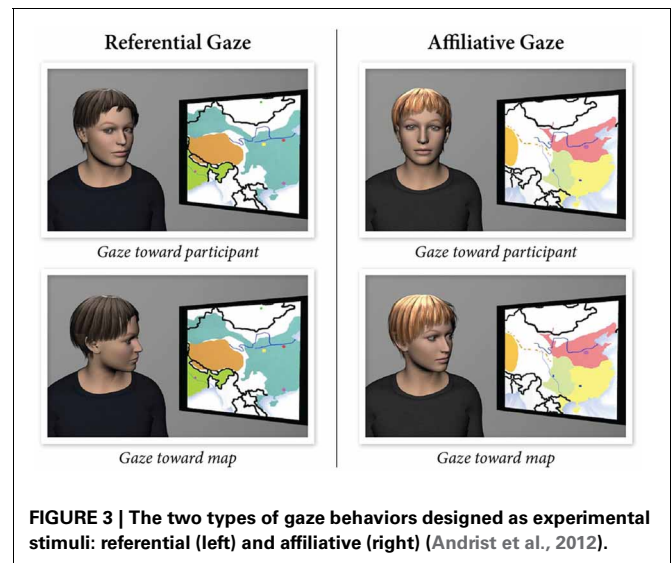 Referential Gaze
Affiliative Gaze
Gaze toward participant
Gaze toward participant
Gaze toward map
Gaze toward map
FIGURE 3 | The two types of gaze behaviors designed as experimental
stimuli: referential (left) and affiliative (right) (Andrist et al., 2012).